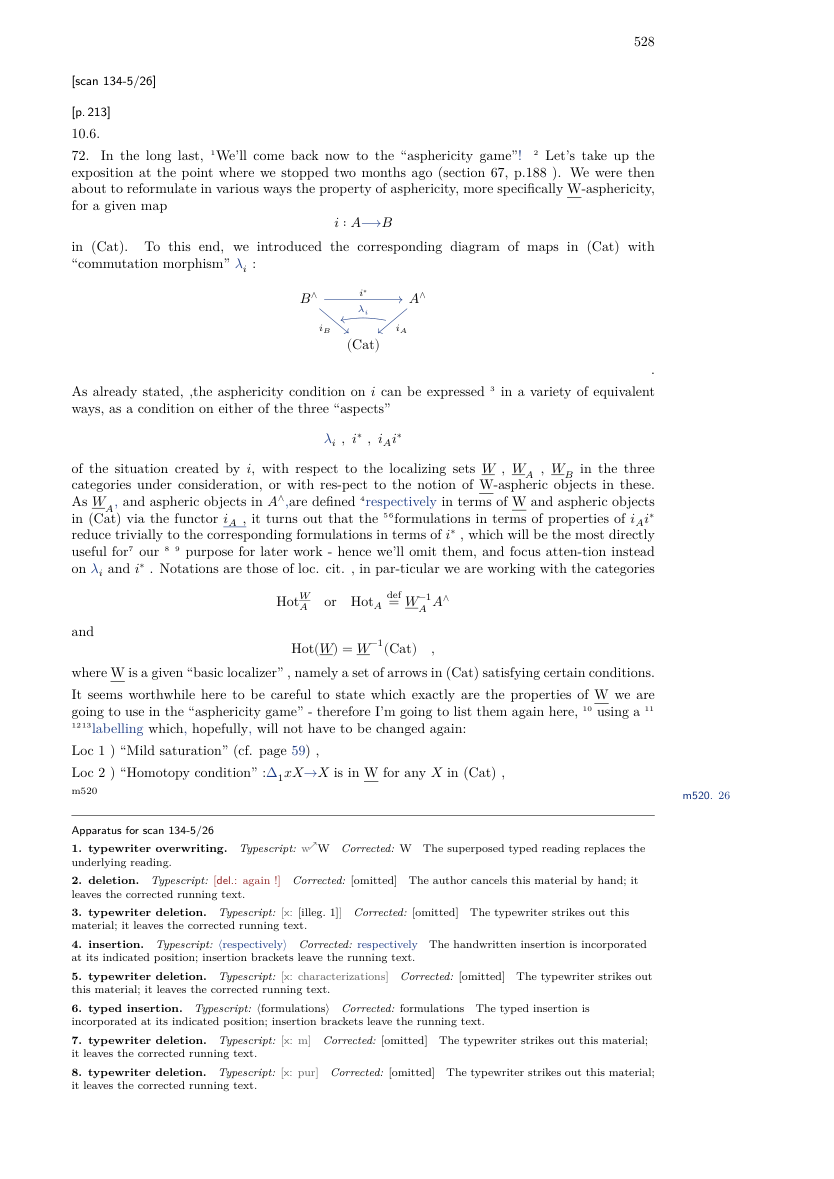 528
[scan 134-5/26]
[p. 213]
10.6.
72. In the long last, ¹We'll come back now to the “asphericity game”! ² Let's take up the
exposition at the point where we stopped two months ago (section 67, p.188 ). We were then
about to reformulate in various ways the property of asphericity, more specifically W-asphericity,
for a given map
i : A⟶B
in (Cat). To this end, we introduced the corresponding diagram of maps in (Cat) with
“commutation morphism” λᵢ :
B^ i* A^
λᵢ
i_B i_A
(Cat)
.
As already stated, ,the asphericity condition on i can be expressed ³ in a variety of equivalent
ways, as a condition on either of the three “aspects”
λᵢ , i* , i_A i*
of the situation created by i, with respect to the localizing sets W , W_A , W_B in the three
categories under consideration, or with res-pect to the notion of W-aspheric objects in these.
As W_A, and aspheric objects in A^,are defined ⁴respectively in terms of W and aspheric objects
in (Cat) via the functor i_A , it turns out that the ⁵⁶formulations in terms of properties of i_A i*
reduce trivially to the corresponding formulations in terms of i* , which will be the most directly
useful for⁷ our ⁸ ⁹ purpose for later work - hence we'll omit them, and focus atten-tion instead
on λᵢ and i* . Notations are those of loc. cit. , in par-ticular we are working with the categories
Hot_A^W or Hot_A def= W_A^{-1} A^
and
Hot(W) = W^{-1}(Cat) ,
where W is a given “basic localizer” , namely a set of arrows in (Cat) satisfying certain conditions.
It seems worthwhile here to be careful to state which exactly are the properties of W we are
going to use in the “asphericity game” - therefore I'm going to list them again here, ¹⁰ using a ¹¹
¹²¹³labelling which, hopefully, will not have to be changed again:
Loc 1 ) “Mild saturation” (cf. page 59) ,
Loc 2 ) “Homotopy condition” :Δ₁xX→X is in W for any X in (Cat) ,
m520
m520. 26
Apparatus for scan 134-5/26
1. typewriter overwriting. Typescript: w↗W Corrected: W The superposed typed reading replaces the
underlying reading.
2. deletion. Typescript: [del.: again !] Corrected: [omitted] The author cancels this material by hand; it
leaves the corrected running text.
3. typewriter deletion. Typescript: [x: [illeg. 1]] Corrected: [omitted] The typewriter strikes out this
material; it leaves the corrected running text.
4. insertion. Typescript: ⟨respectively⟩ Corrected: respectively The handwritten insertion is incorporated
at its indicated position; insertion brackets leave the running text.
5. typewriter deletion. Typescript: [x: characterizations] Corrected: [omitted] The typewriter strikes out
this material; it leaves the corrected running text.
6. typed insertion. Typescript: ⟨formulations⟩ Corrected: formulations The typed insertion is
incorporated at its indicated position; insertion brackets leave the running text.
7. typewriter deletion. Typescript: [x: m] Corrected: [omitted] The typewriter strikes out this material;
it leaves the corrected running text.
8. typewriter deletion. Typescript: [x: pur] Corrected: [omitted] The typewriter strikes out this material;
it leaves the corrected running text.